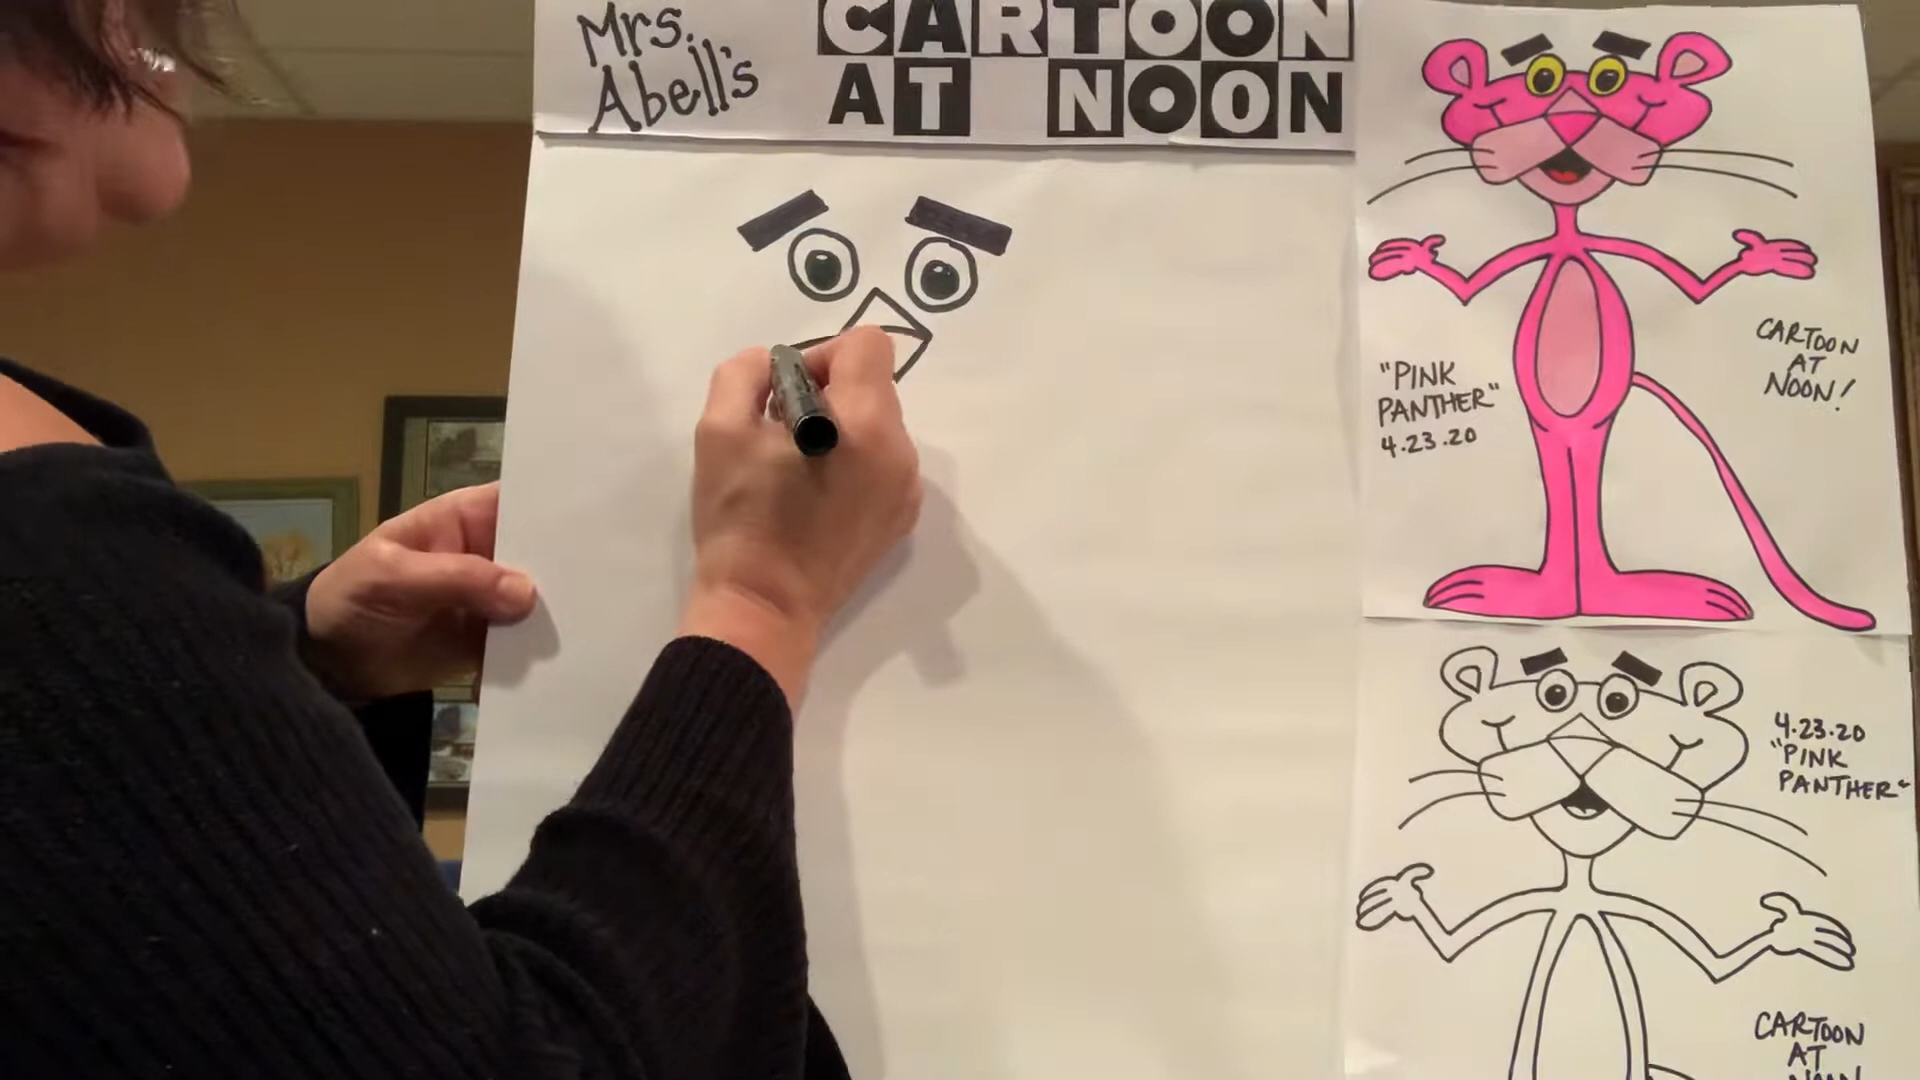 Mrs.
Abell's
CARTOON
AT NOON
"PINK
PANTHER"
4.23.20
CARTOON
AT
NOON!
4.23.20
"PINK
PANTHER"
CARTOON
AT
NOON